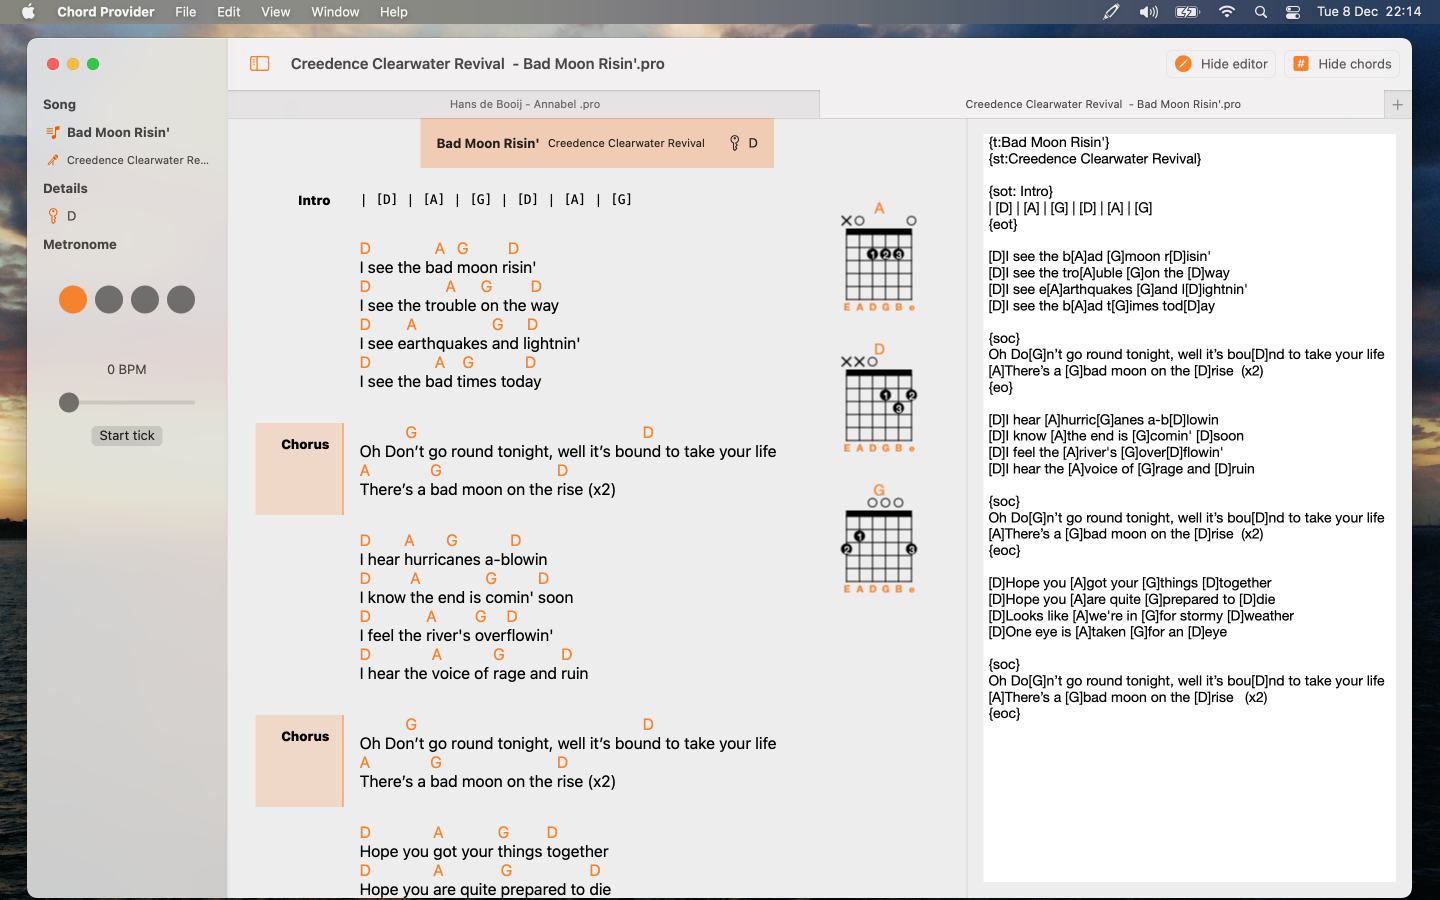 Chord Provider File Edit View Window Help Tue 8 Dec 22:14
Creedence Clearwater Revival - Bad Moon Risin'.pro
Hide editor
# Hide chords
Hans de Booij - Annabel .pro
Creedence Clearwater Revival - Bad Moon Risin'.pro
+
Song
Bad Moon Risin'
Creedence Clearwater Re...
Details
D
Metronome
0 BPM
Start tick
Bad Moon Risin' Creedence Clearwater Revival D
Intro | [D] | [A] | [G] | [D] | [A] | [G]
D A G D
I see the bad moon risin'
D A G D
I see the trouble on the way
D A G D
I see earthquakes and lightnin'
D A G D
I see the bad times today
Chorus
G D
Oh Don't go round tonight, well it's bound to take your life
A G D
There's a bad moon on the rise (x2)
D A G D
I hear hurricanes a-blowin
D A G D
I know the end is comin' soon
D A G D
I feel the river's overflowin'
D A G D
I hear the voice of rage and ruin
Chorus
G D
Oh Don't go round tonight, well it's bound to take your life
A G D
There's a bad moon on the rise (x2)
D A G D
Hope you got your things together
D A G D
Hope you are quite prepared to die
A
1 2 3
E A D G B e
D
1 2
3
E A D G B e
G
1
2 3
E A D G B e
{t:Bad Moon Risin'}
{st:Creedence Clearwater Revival}
{sot: Intro}
| [D] | [A] | [G] | [D] | [A] | [G]
{eot}
[D]I see the b[A]ad [G]moon r[D]isin'
[D]I see the tro[A]uble [G]on the [D]way
[D]I see e[A]arthquakes [G]and l[D]ightnin'
[D]I see the b[A]ad t[G]imes tod[D]ay
{soc}
Oh Do[G]n't go round tonight, well it's bou[D]nd to take your life
[A]There's a [G]bad moon on the [D]rise (x2)
{eo}
[D]I hear [A]hurric[G]anes a-b[D]lowin
[D]I know [A]the end is [G]comin' [D]soon
[D]I feel the [A]river's [G]over[D]flowin'
[D]I hear the [A]voice of [G]rage and [D]ruin
{soc}
Oh Do[G]n't go round tonight, well it's bou[D]nd to take your life
[A]There's a [G]bad moon on the [D]rise (x2)
{eoc}
[D]Hope you [A]got your [G]things [D]together
[D]Hope you [A]are quite [G]prepared to [D]die
[D]Looks like [A]we're in [G]for stormy [D]weather
[D]One eye is [A]taken [G]for an [D]eye
{soc}
Oh Do[G]n't go round tonight, well it's bou[D]nd to take your life
[A]There's a [G]bad moon on the [D]rise (x2)
{eoc}